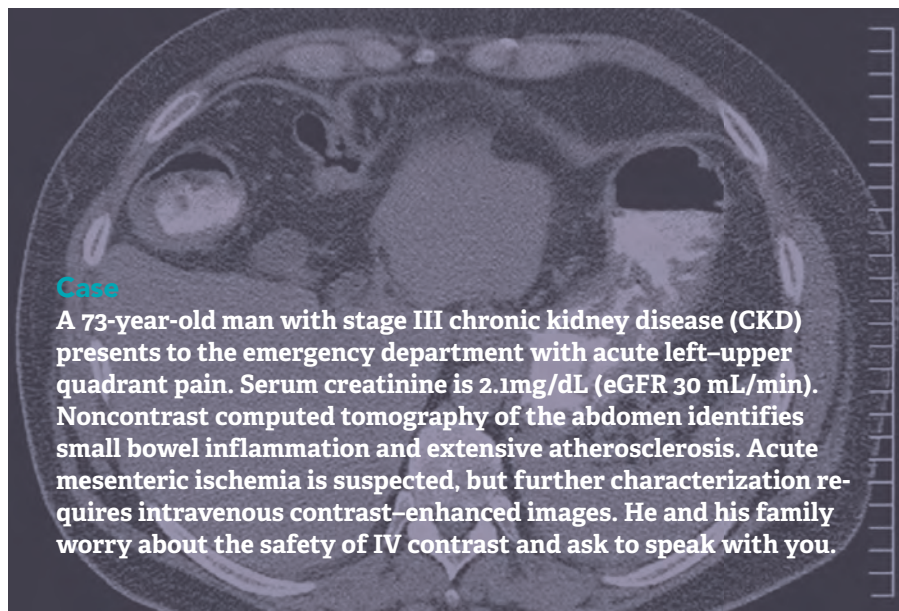 Case
A 73-year-old man with stage III chronic kidney disease (CKD)
presents to the emergency department with acute left–upper
quadrant pain. Serum creatinine is 2.1mg/dL (eGFR 30 mL/min).
Noncontrast computed tomography of the abdomen identifies
small bowel inflammation and extensive atherosclerosis. Acute
mesenteric ischemia is suspected, but further characterization re-
quires intravenous contrast–enhanced images. He and his family
worry about the safety of IV contrast and ask to speak with you.